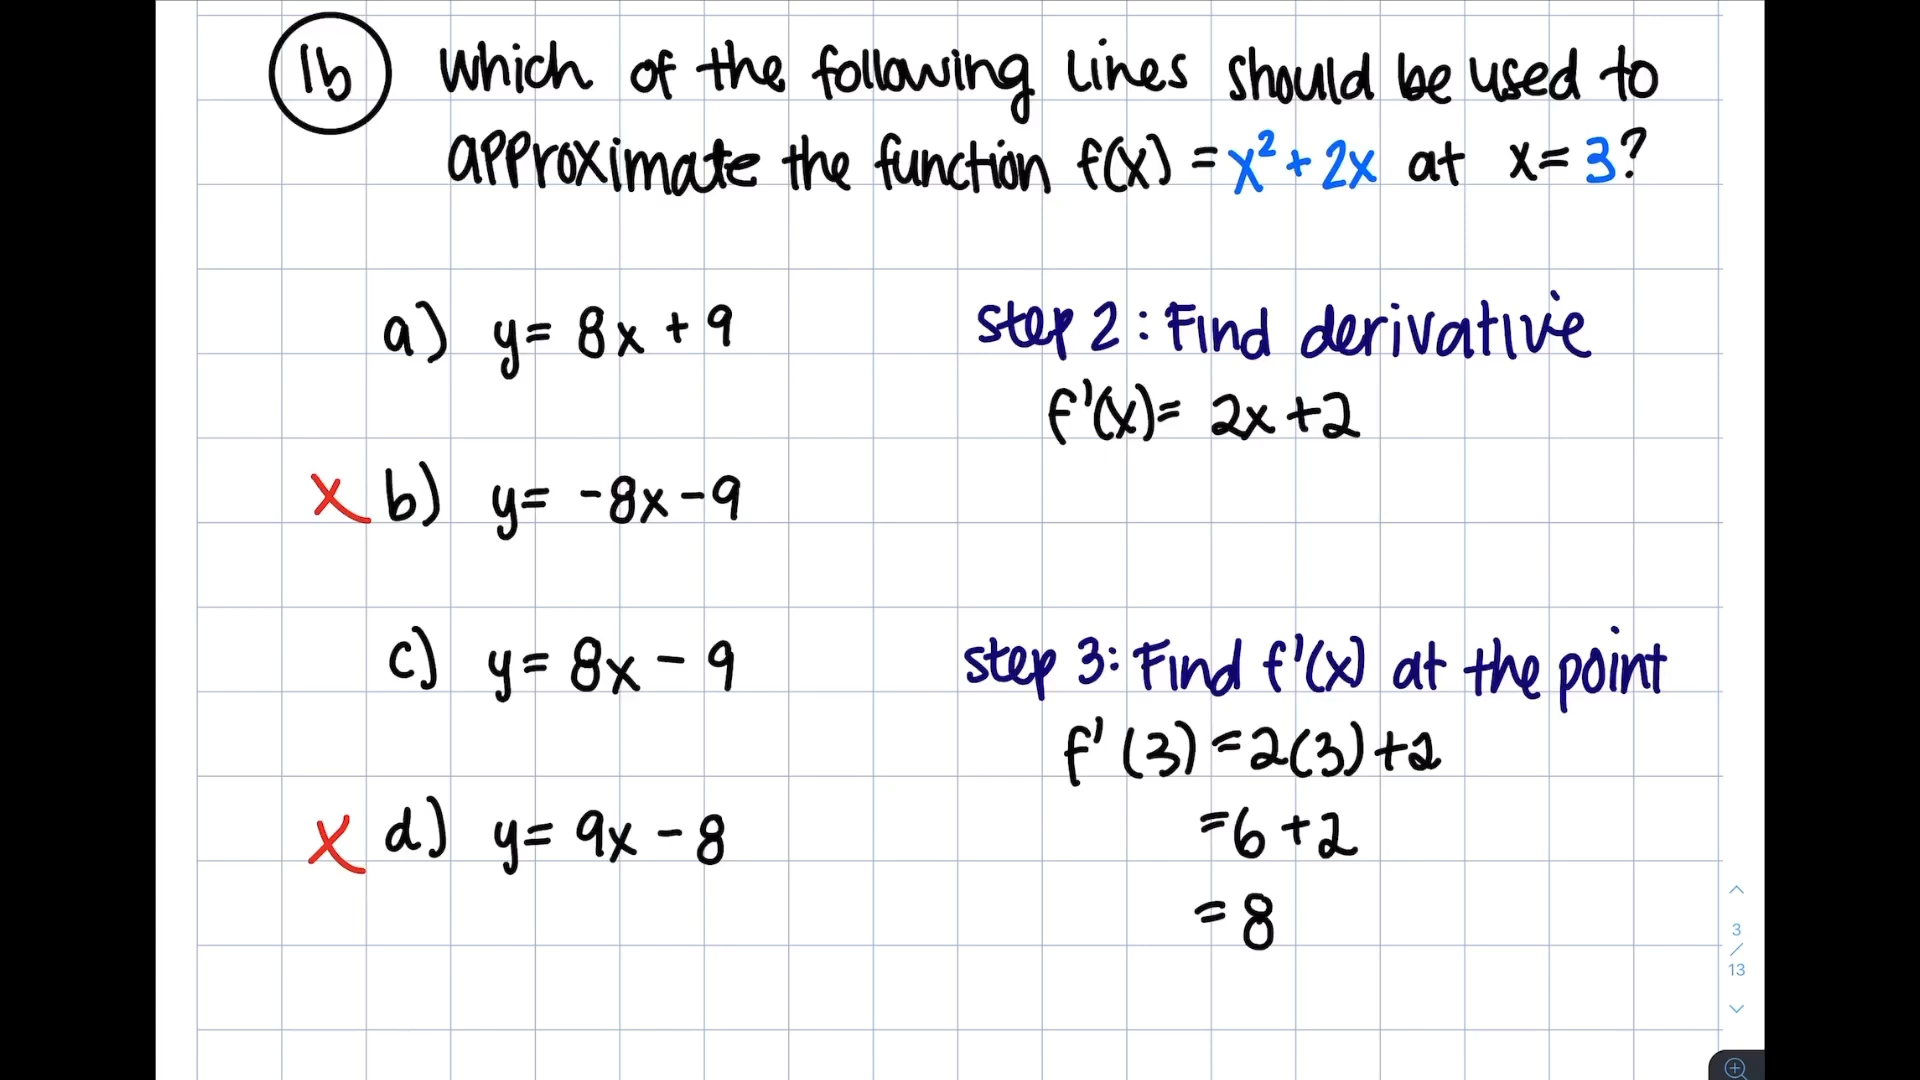 1b which of the following lines should be used to
approximate the function f(x) = x² + 2x at x = 3?
a) y = 8x + 9
x b) y = -8x - 9
c) y = 8x - 9
x d) y = 9x - 8
step 2: Find derivative
f'(x) = 2x + 2
step 3: Find f'(x) at the point
f'(3) = 2(3) + 2
= 6 + 2
= 8
3
/
13